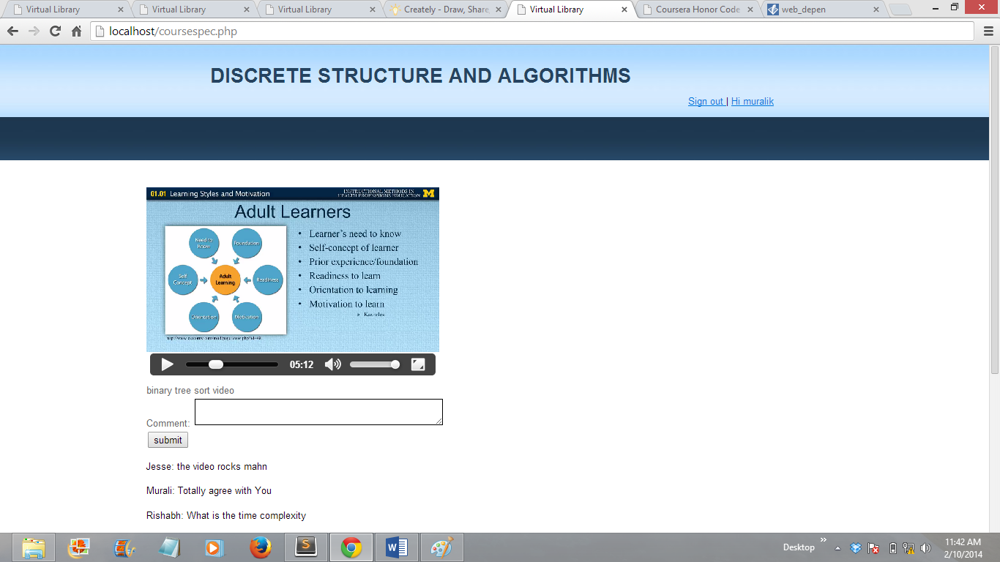 Virtual Library
Virtual Library
Virtual Library
Creately - Draw, Share,
Virtual Library
Coursera Honor Code
web_depen
localhost/coursespec.php
DISCRETE STRUCTURE AND ALGORITHMS
Sign out | Hi muralik
01.01 Learning Styles and Motivation
INSTRUCTIONAL METHODS IN
HEALTH PROFESSIONS EDUCATION
M
Adult Learners
Need to
Know
Foundation
Self
Concept
Adult
Learning
Readiness
Orientation
Motivation
• Learner's need to know
• Self-concept of learner
• Prior experience/foundation
• Readiness to learn
• Orientation to learning
• Motivation to learn
» Knowles
05:12
binary tree sort video
Comment:
submit
Jesse: the video rocks mahn
Murali: Totally agree with You
Rishabh: What is the time complexity
S
W
Desktop
11:42 AM
2/10/2014